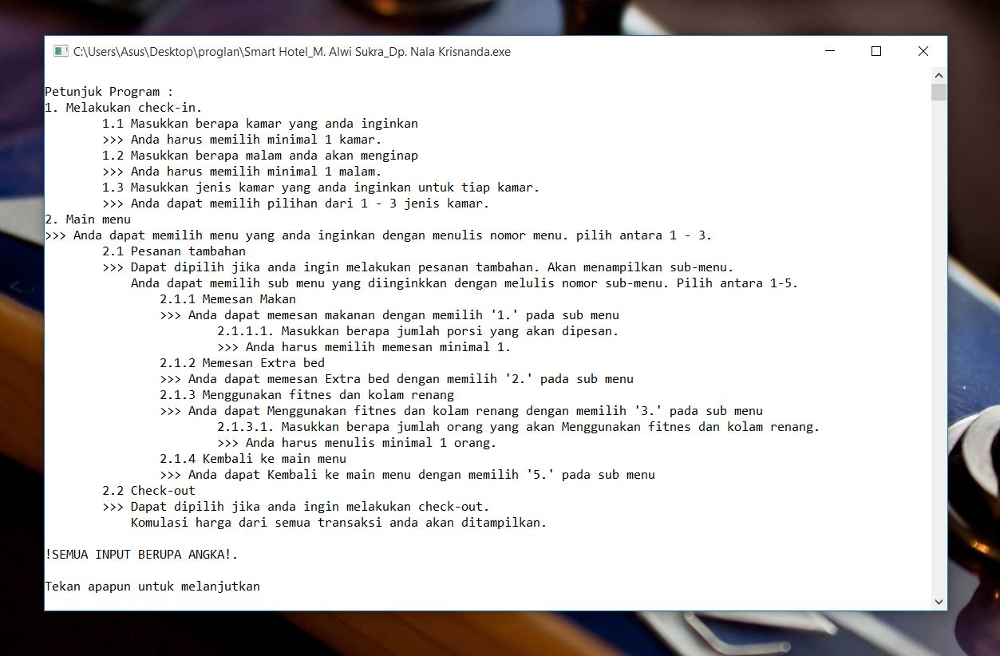 C:\Users\Asus\Desktop\proglan\Smart Hotel_M. Alwi Sukra_Dp. Nala Krisnanda.exe
Petunjuk Program :
1. Melakukan check-in.
1.1 Masukkan berapa kamar yang anda inginkan
>>> Anda harus memilih minimal 1 kamar.
1.2 Masukkan berapa malam anda akan menginap
>>> Anda harus memilih minimal 1 malam.
1.3 Masukkan jenis kamar yang anda inginkan untuk tiap kamar.
>>> Anda dapat memilih pilihan dari 1 - 3 jenis kamar.
2. Main menu
>>> Anda dapat memilih menu yang anda inginkan dengan menulis nomor menu. pilih antara 1 - 3.
2.1 Pesanan tambahan
>>> Dapat dipilih jika anda ingin melakukan pesanan tambahan. Akan menampilkan sub-menu.
Anda dapat memilih sub menu yang diinginkkan dengan melulis nomor sub-menu. Pilih antara 1-5.
2.1.1 Memesan Makan
>>> Anda dapat memesan makanan dengan memilih '1.' pada sub menu
2.1.1.1. Masukkan berapa jumlah porsi yang akan dipesan.
>>> Anda harus memilih memesan minimal 1.
2.1.2 Memesan Extra bed
>>> Anda dapat memesan Extra bed dengan memilih '2.' pada sub menu
2.1.3 Menggunakan fitnes dan kolam renang
>>> Anda dapat Menggunakan fitnes dan kolam renang dengan memilih '3.' pada sub menu
2.1.3.1. Masukkan berapa jumlah orang yang akan Menggunakan fitnes dan kolam renang.
>>> Anda harus menulis minimal 1 orang.
2.1.4 Kembali ke main menu
>>> Anda dapat Kembali ke main menu dengan memilih '5.' pada sub menu
2.2 Check-out
>>> Dapat dipilih jika anda ingin melakukan check-out.
Komulasi harga dari semua transaksi anda akan ditampilkan.
!SEMUA INPUT BERUPA ANGKA!.
Tekan apapun untuk melanjutkan